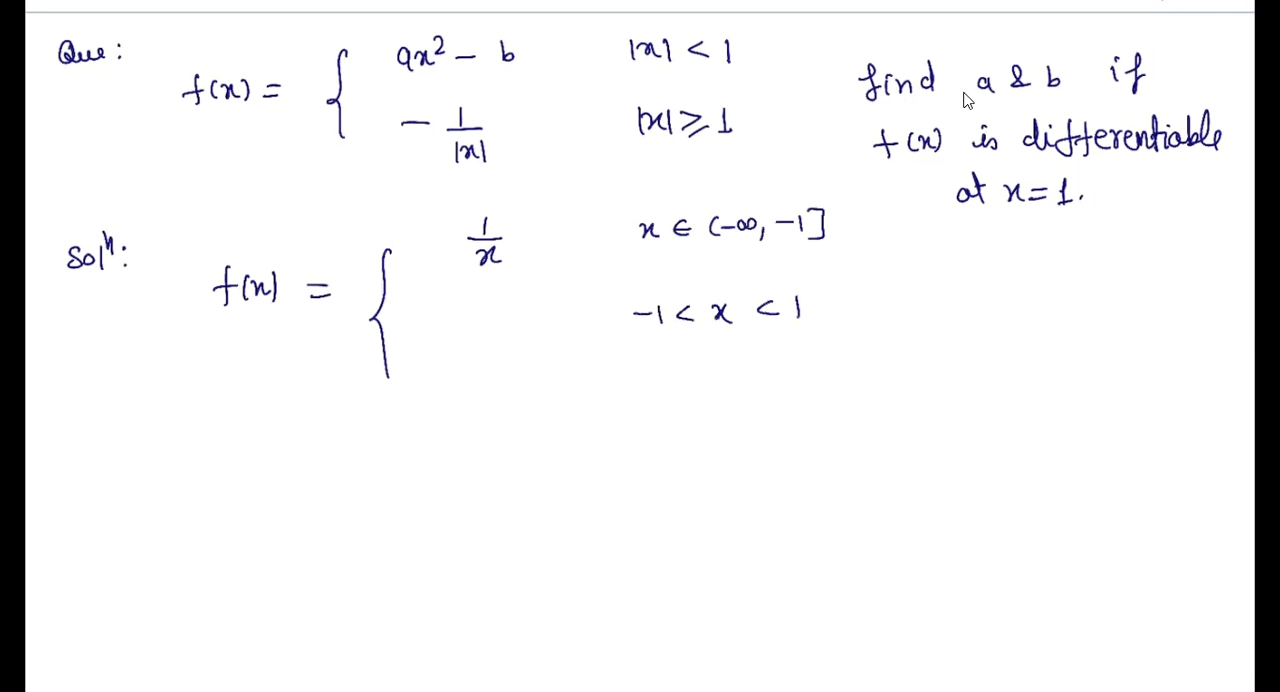 Que: f(x) = { ax² - b |x| < 1
- 1/|x| |x| ⩾ 1
find a & b if
f(x) is differentiable
at x = 1.
Solⁿ: f(x) = { 1/x x ∈ (-∞, -1]
-1 < x < 1